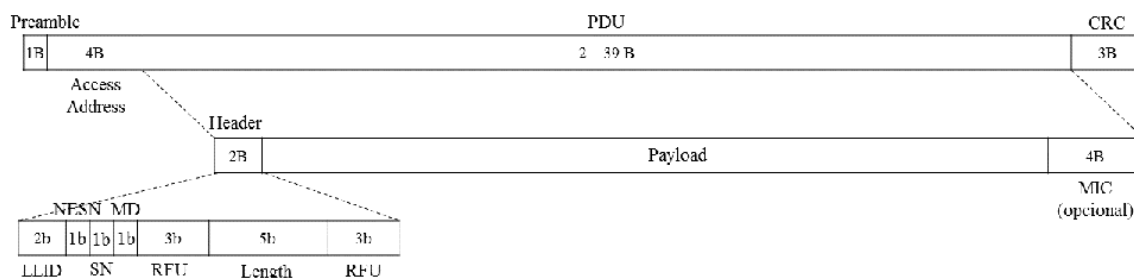 Preamble PDU CRC
1B 4B 2 39 B 3B
Access
Address
Header
2B Payload 4B
MIC
(opcional)
NESN MD
2b 1b 1b 1b 3b 5b 3b
LLID SN RFU Length RFU